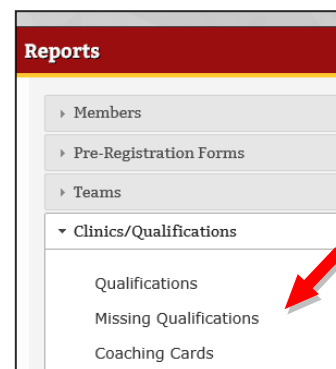 Reports
Members
Pre-Registration Forms
Teams
Clinics/Qualifications
Qualifications
Missing Qualifications
Coaching Cards